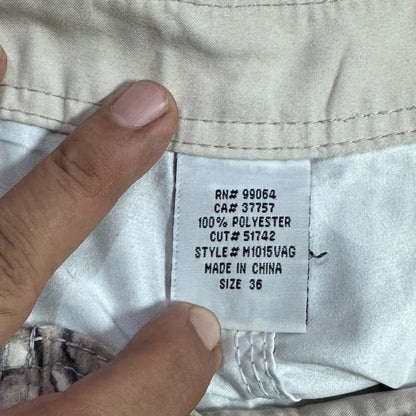 RN# 99064
CA# 37757
100% POLYESTER
CUT# 51742
STYLE# M1015VAG
MADE IN CHINA
SIZE 36